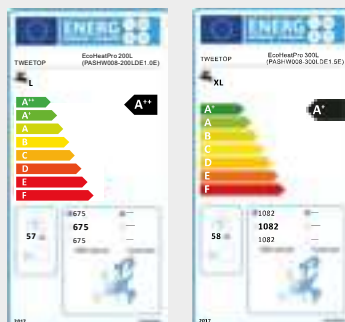 ENERG
TWEETOP
EcoHeatPro 200L
(PASHW008-200LDE1.0E)
L
A++
A++
A+
A
B
C
D
E
F
57
675
675
675
2017
ENERG
TWEETOP
EcoHeatPro 300L
(PASHW008-300LDE1.5E)
XL
A+
A+
A
B
C
D
E
F
58
1082
1082
1082
2017